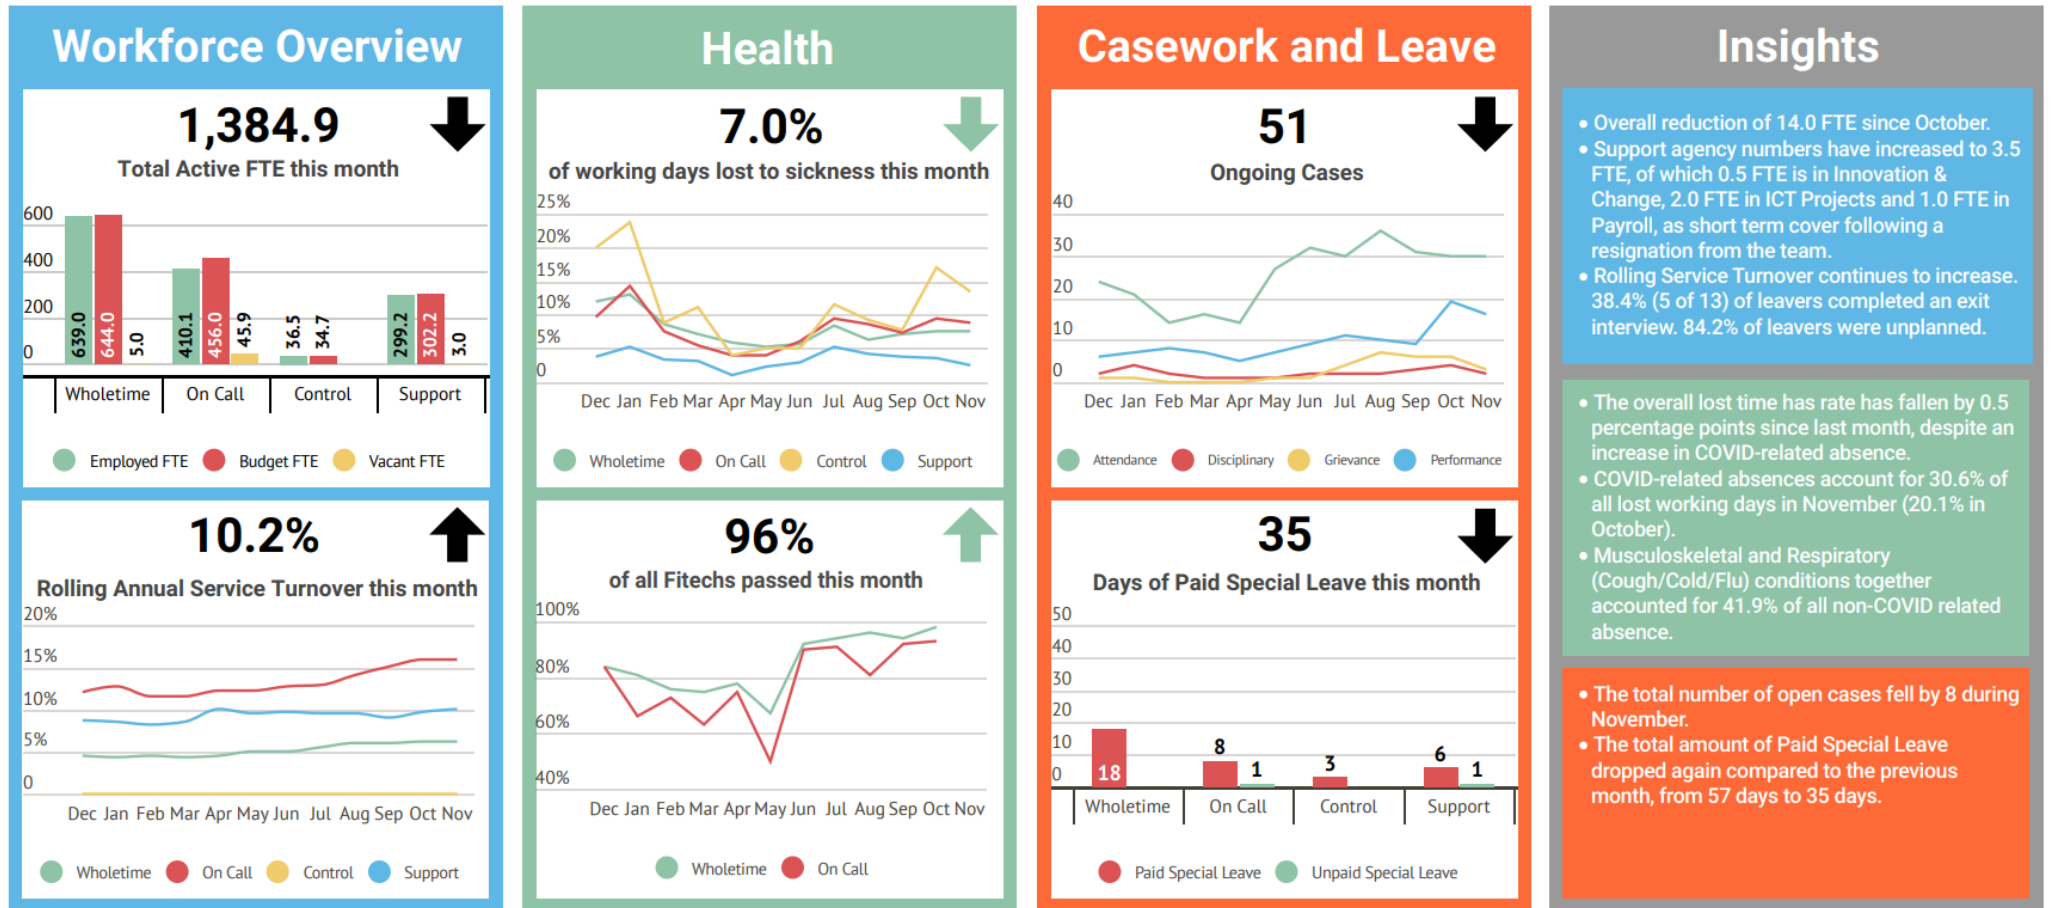 Workforce Overview
1,384.9
Total Active FTE this month
600
400
200
0
639.0
644.0
5.0
410.1
456.0
45.9
36.5
34.7
299.2
302.2
3.0
Wholetime On Call Control Support
Employed FTE Budget FTE Vacant FTE
10.2%
Rolling Annual Service Turnover this month
20%
15%
10%
5%
0
Dec Jan Feb Mar Apr May Jun Jul Aug Sep Oct Nov
Wholetime On Call Control Support
Health
7.0%
of working days lost to sickness this month
25%
20%
15%
10%
5%
0
Dec Jan Feb Mar Apr May Jun Jul Aug Sep Oct Nov
Wholetime On Call Control Support
96%
of all Fitechs passed this month
100%
80%
60%
40%
Dec Jan Feb Mar Apr May Jun Jul Aug Sep Oct Nov
Wholetime On Call
Casework and Leave
51
Ongoing Cases
40
30
20
10
0
Dec Jan Feb Mar Apr May Jun Jul Aug Sep Oct Nov
Attendance Disciplinary Grievance Performance
35
Days of Paid Special Leave this month
50
40
30
20
10
0
18
8
1
3
6
1
Wholetime On Call Control Support
Paid Special Leave Unpaid Special Leave
Insights
• Overall reduction of 14.0 FTE since October.
• Support agency numbers have increased to 3.5
FTE, of which 0.5 FTE is in Innovation &
Change, 2.0 FTE in ICT Projects and 1.0 FTE in
Payroll, as short term cover following a
resignation from the team.
• Rolling Service Turnover continues to increase.
38.4% (5 of 13) of leavers completed an exit
interview. 84.2% of leavers were unplanned.
• The overall lost time has rate has fallen by 0.5
percentage points since last month, despite an
increase in COVID-related absence.
• COVID-related absences account for 30.6% of
all lost working days in November (20.1% in
October).
• Musculoskeletal and Respiratory
(Cough/Cold/Flu) conditions together
accounted for 41.9% of all non-COVID related
absence.
• The total number of open cases fell by 8 during
November.
• The total amount of Paid Special Leave
dropped again compared to the previous
month, from 57 days to 35 days.